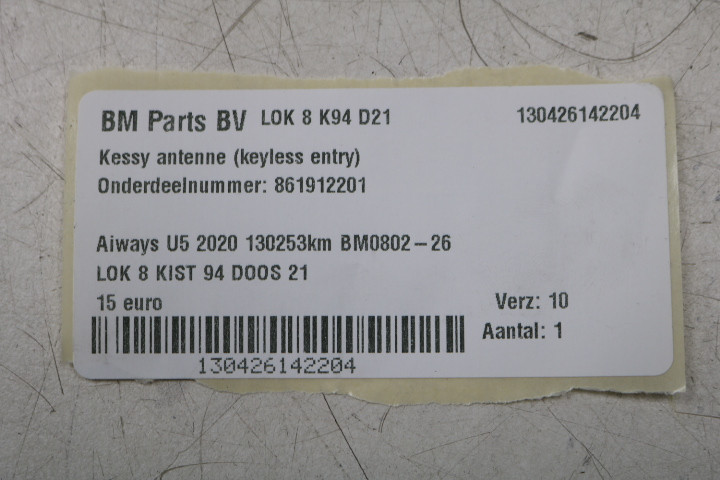 BM Parts BV LOK 8 K94 D21 130426142204
Kessy antenne (keyless entry)
Onderdeelnummer: 861912201
Aiways U5 2020 130253km BM0802-26
LOK 8 KIST 94 DOOS 21
15 euro Verz: 10
Aantal: 1
130426142204